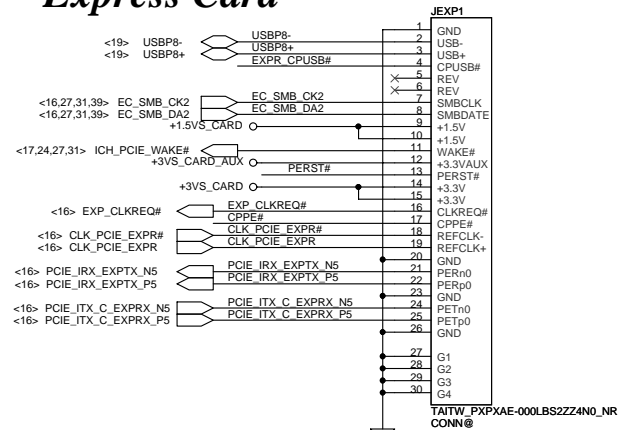 Express Card
JEXP1
1 GND
<19> USBP8- USBP8- 2 USB-
<19> USBP8+ USBP8+ 3 USB+
EXPR_CPUSB# 4 CPUSB#
5 REV
6 REV
<16,27,31,39> EC_SMB_CK2 EC_SMB_CK2 7 SMBCLK
<16,27,31,39> EC_SMB_DA2 EC_SMB_DA2 8 SMBDATE
+1.5VS_CARD 9 +1.5V
10 +1.5V
<17,24,27,31> ICH_PCIE_WAKE# 11 WAKE#
+3VS_CARD_AUX 12 +3.3VAUX
PERST# 13 PERST#
+3VS_CARD 14 +3.3V
15 +3.3V
<16> EXP_CLKREQ# EXP_CLKREQ# 16 CLKREQ#
CPPE# 17 CPPE#
<16> CLK_PCIE_EXPR# CLK_PCIE_EXPR# 18 REFCLK-
<16> CLK_PCIE_EXPR CLK_PCIE_EXPR 19 REFCLK+
20 GND
<16> PCIE_IRX_EXPTX_N5 PCIE_IRX_EXPTX_N5 21 PERn0
<16> PCIE_IRX_EXPTX_P5 PCIE_IRX_EXPTX_P5 22 PERp0
23 GND
<16> PCIE_ITX_C_EXPRX_N5 PCIE_ITX_C_EXPRX_N5 24 PETn0
<16> PCIE_ITX_C_EXPRX_P5 PCIE_ITX_C_EXPRX_P5 25 PETp0
26 GND
27 G1
28 G2
29 G3
30 G4
TAITW_PXPXAE-000LBS2ZZ4N0_NR
CONN@